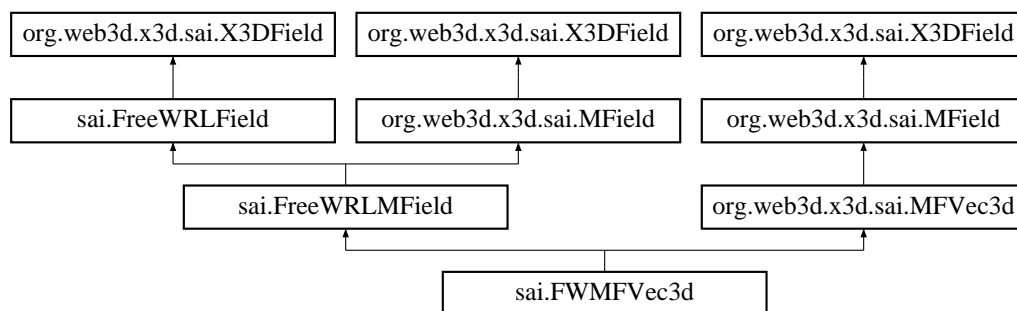 org.web3d.x3d.sai.X3DField
org.web3d.x3d.sai.X3DField
org.web3d.x3d.sai.X3DField
sai.FreeWRLField
org.web3d.x3d.sai.MField
org.web3d.x3d.sai.MField
sai.FreeWRLMField
org.web3d.x3d.sai.MFVec3d
sai.FWMFVec3d